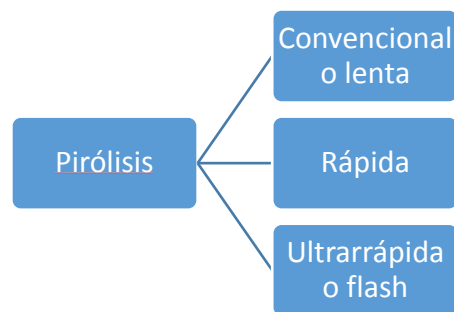 Convencional
o lenta
Pirólisis
Rápida
Ultrarrápida
o flash